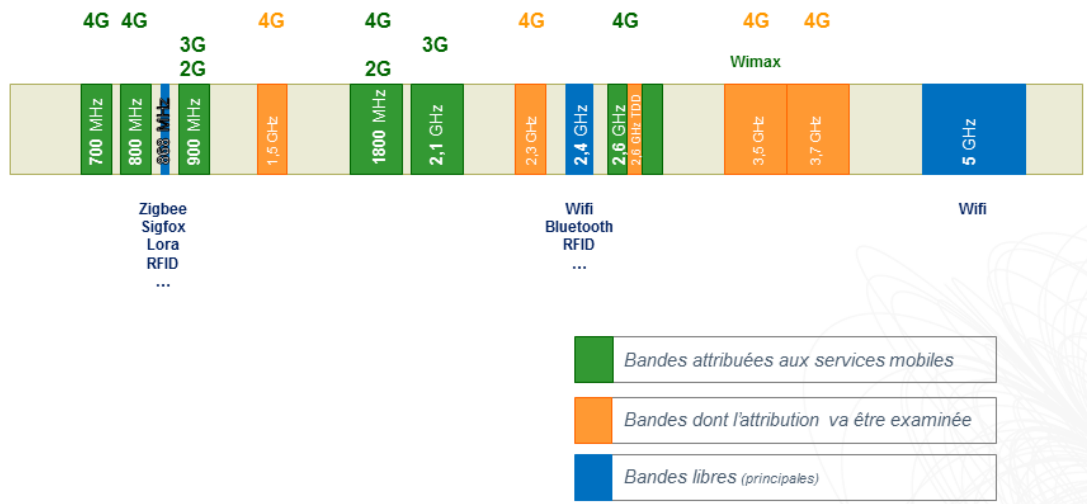 4G 4G 4G 4G 4G 4G 4G 4G
3G 3G
2G 2G Wimax
700 MHz 800 MHz 868 MHz 900 MHz 1,5 GHz 1800 MHz 2,1 GHz 2,3 GHz 2,4 GHz 2,6 GHz 2,6 GHz TDD 3,5 GHz 3,7 GHz 5 GHz
Zigbee
Sigfox
Lora
RFID
...
Wifi
Bluetooth
RFID
...
Wifi
Bandes attribuées aux services mobiles
Bandes dont l'attribution va être examinée
Bandes libres (principales)